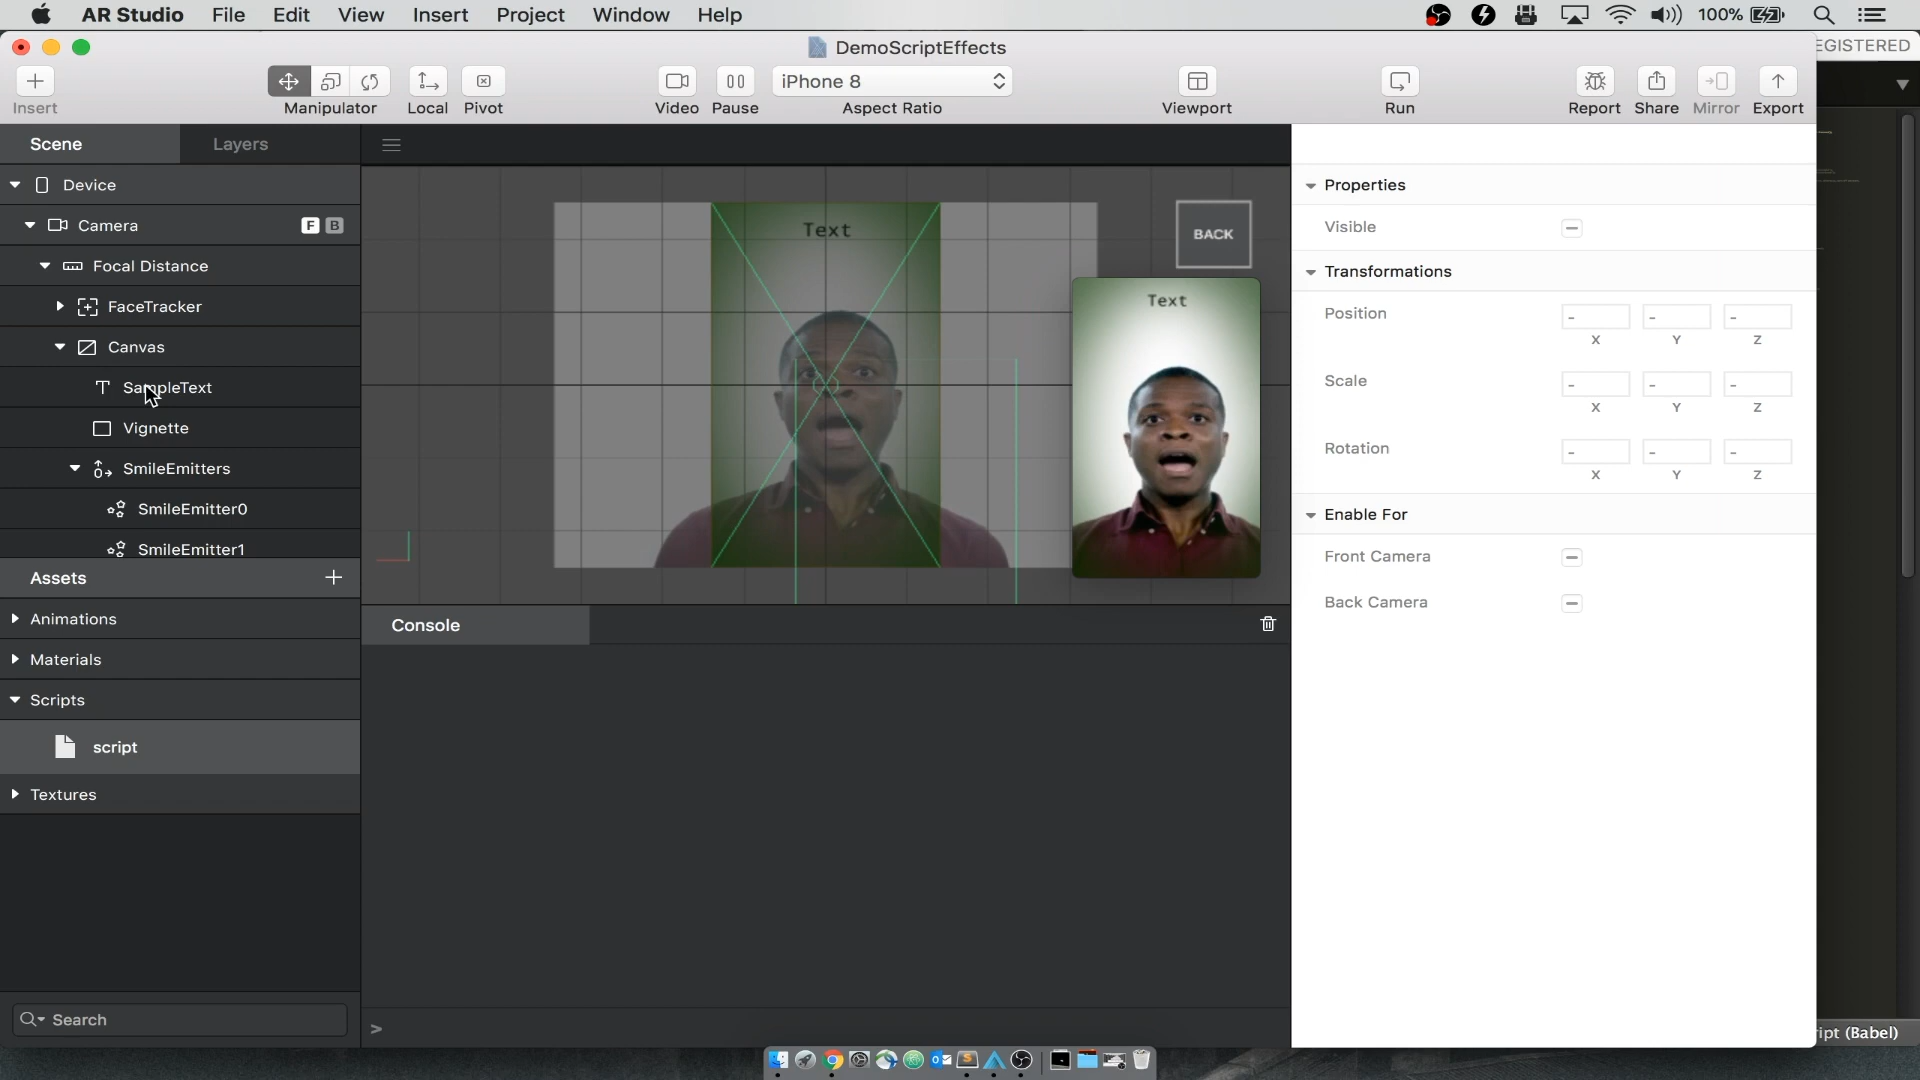 AR Studio File Edit View Insert Project Window Help 100%
DemoScriptEffects
EGISTERED
iPhone 8
Insert Manipulator Local Pivot Video Pause Aspect Ratio Viewport Run Report Share Mirror Export
Scene Layers
Device
Camera F B
Focal Distance
FaceTracker
Canvas
SampleText
Vignette
SmileEmitters
SmileEmitter0
SmileEmitter1
Assets +
Animations
Materials
Scripts
script
Textures
Search
Text
BACK
Text
Console
>
Properties
Visible
Transformations
Position - - -
X Y Z
Scale - - -
X Y Z
Rotation - - -
X Y Z
Enable For
Front Camera
Back Camera
ipt (Babel)